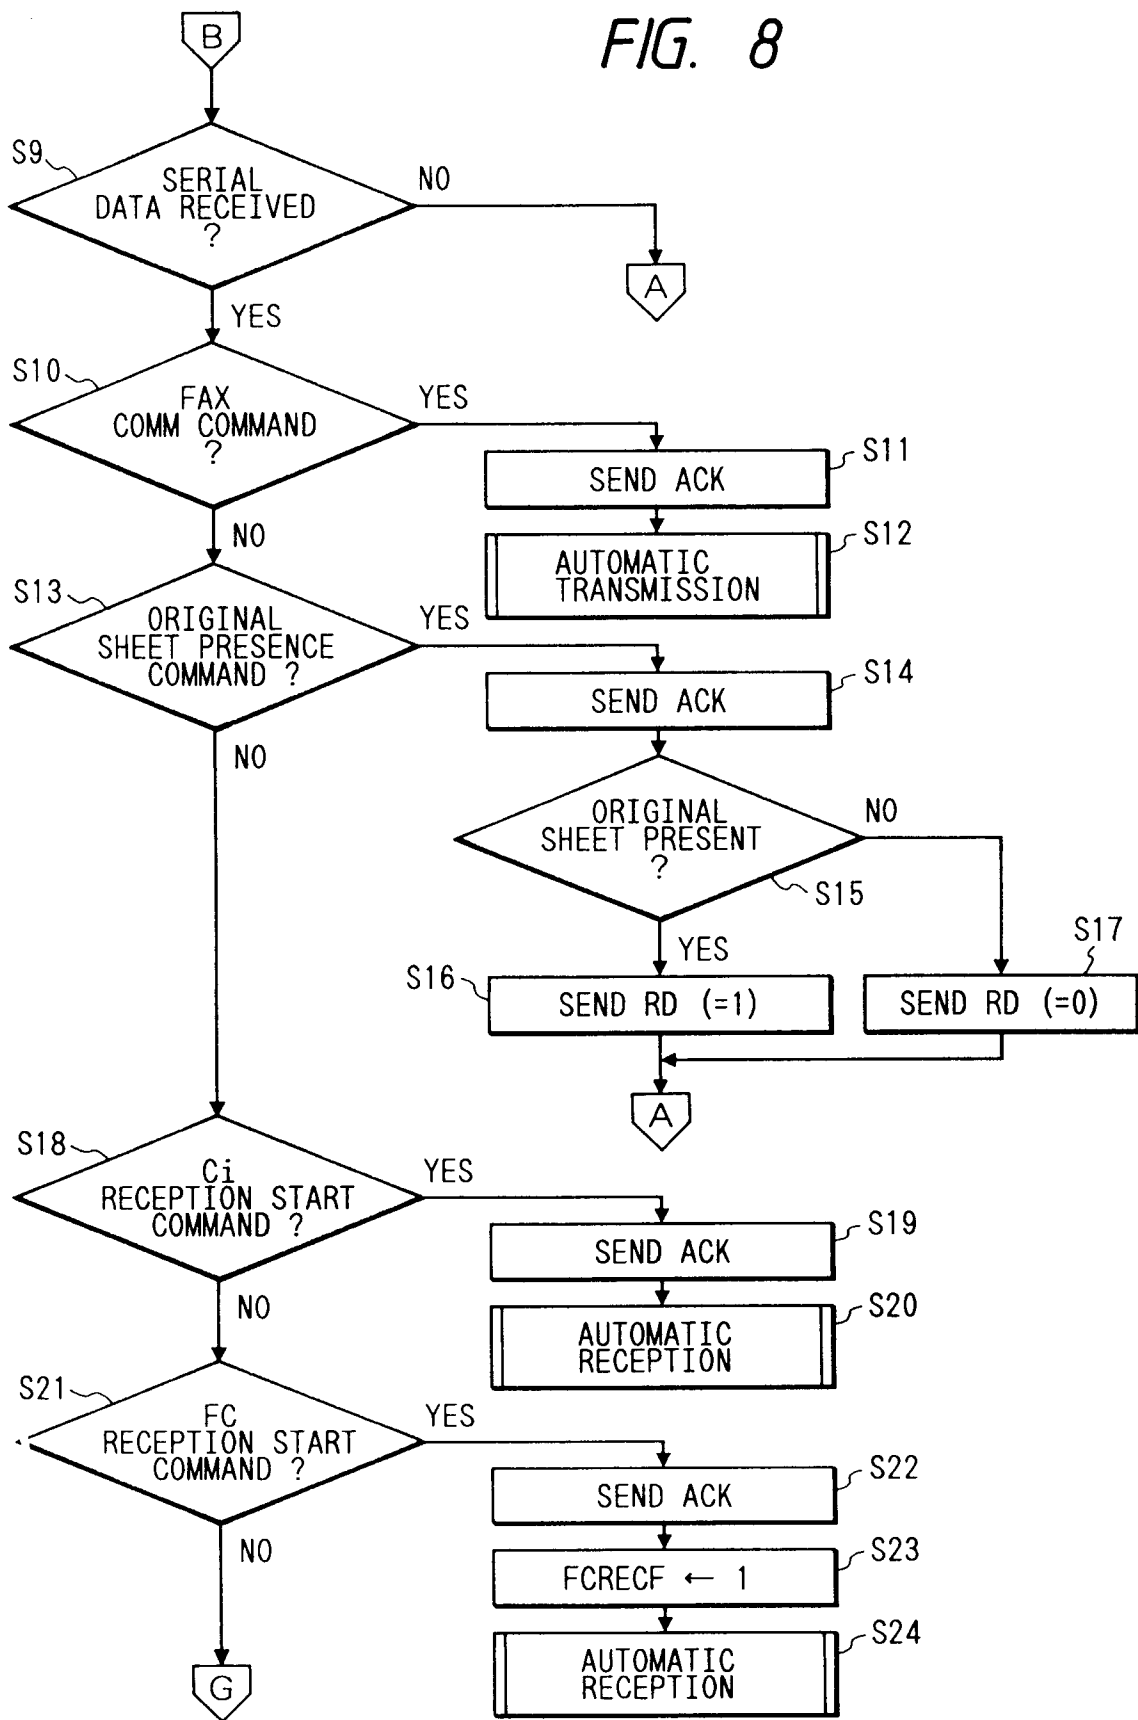 FIG. 8
B
S9
SERIAL
DATA RECEIVED
?
NO
A
YES
S10
FAX
COMM COMMAND
?
YES
S11
SEND ACK
S12
AUTOMATIC
TRANSMISSION
NO
S13
ORIGINAL
SHEET PRESENCE
COMMAND ?
YES
S14
SEND ACK
NO
ORIGINAL
SHEET PRESENT
?
NO
S15
YES
S16
SEND RD (=1)
S17
SEND RD (=0)
A
S18
Ci
RECEPTION START
COMMAND ?
YES
S19
SEND ACK
S20
AUTOMATIC
RECEPTION
NO
S21
FC
RECEPTION START
COMMAND ?
YES
S22
SEND ACK
S23
FCRECF ← 1
S24
AUTOMATIC
RECEPTION
NO
G